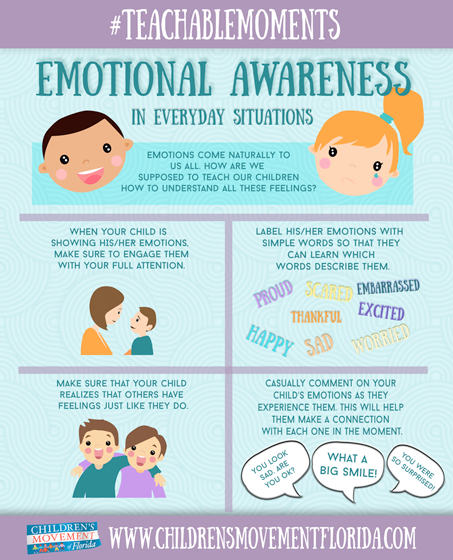 #TEACHABLEMOMENTS
EMOTIONAL AWARENESS
IN EVERYDAY SITUATIONS
EMOTIONS COME NATURALLY TO
US ALL. HOW ARE WE
SUPPOSED TO TEACH OUR CHILDREN
HOW TO UNDERSTAND ALL THESE FEELINGS?
WHEN YOUR CHILD IS
SHOWING HIS/HER EMOTIONS,
MAKE SURE TO ENGAGE THEM
WITH YOUR FULL ATTENTION.
LABEL HIS/HER EMOTIONS WITH
SIMPLE WORDS SO THAT THEY
CAN LEARN WHICH
WORDS DESCRIBE THEM.
PROUD
SCARED
EMBARRASSED
THANKFUL
EXCITED
HAPPY
SAD
WORRIED
MAKE SURE THAT YOUR CHILD
REALIZES THAT OTHERS HAVE
FEELINGS JUST LIKE THEY DO.
CASUALLY COMMENT ON YOUR
CHILD'S EMOTIONS AS THEY
EXPERIENCE THEM. THIS WILL HELP
THEM MAKE A CONNECTION
WITH EACH ONE IN THE MOMENT.
YOU LOOK
SAD, ARE
YOU OK?
WHAT A
BIG SMILE!
YOU WERE
SO SURPRISED!
CHILDREN'S
MOVEMENT
of Florida
WWW.CHILDRENSMOVEMENTFLORIDA.COM